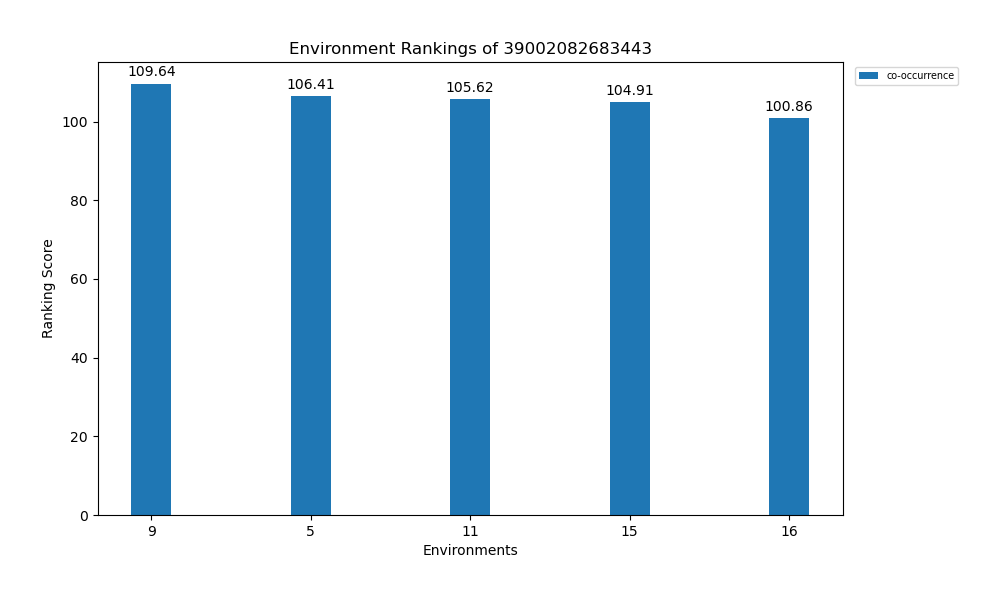 Environment Rankings of 39002082683443
co-occurrence
109.64
106.41
105.62
104.91
100.86
Ranking Score
100
80
60
40
20
0
9 5 11 15 16
Environments